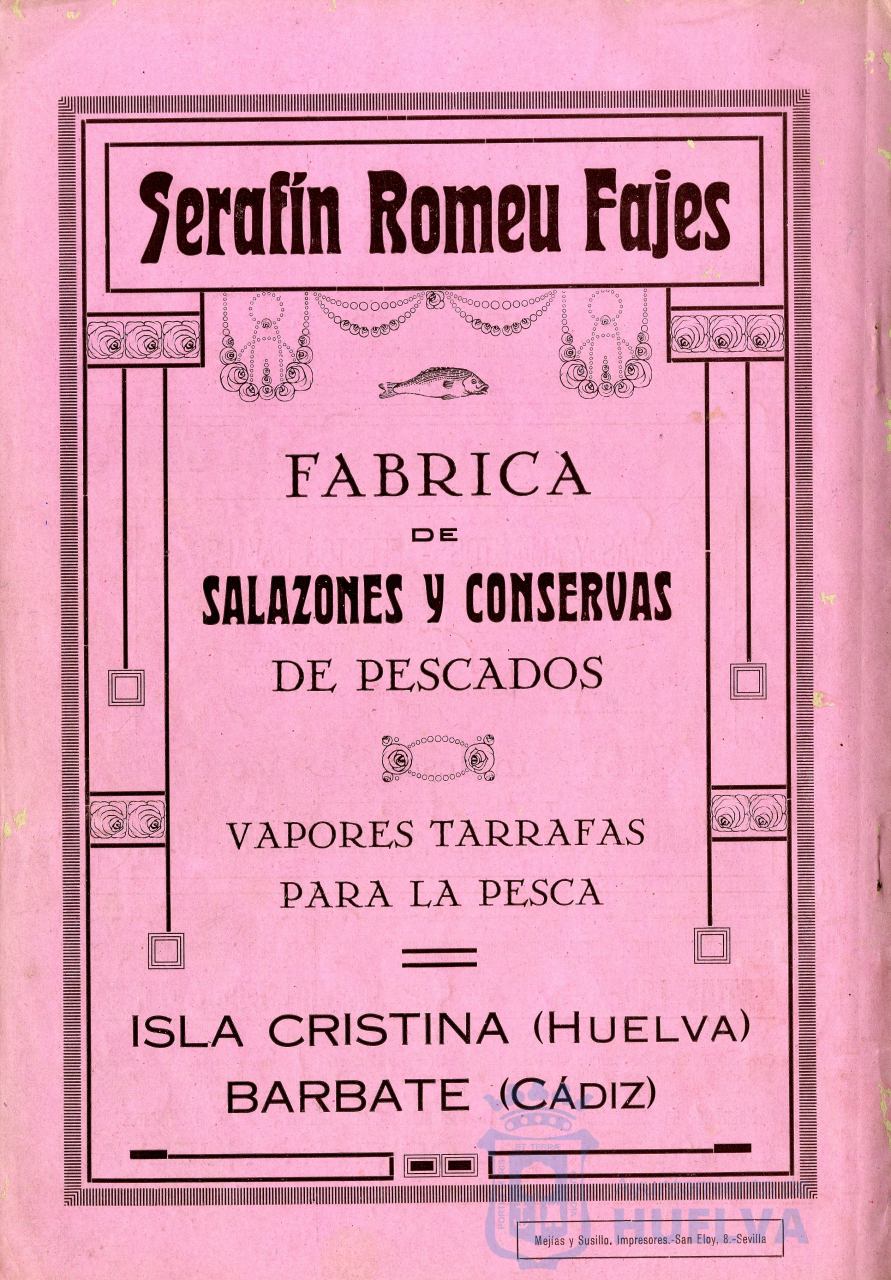 Serafín Romeu Fajes
FABRICA
DE
SALAZONES Y CONSERVAS
DE PESCADOS
VAPORES TARRAFAS
PARA LA PESCA
ISLA CRISTINA (HUELVA)
BARBATE (CÁDIZ)
HUELVA
Mejías y Susillo, Impresores.-San Eloy, 8.-Sevilla